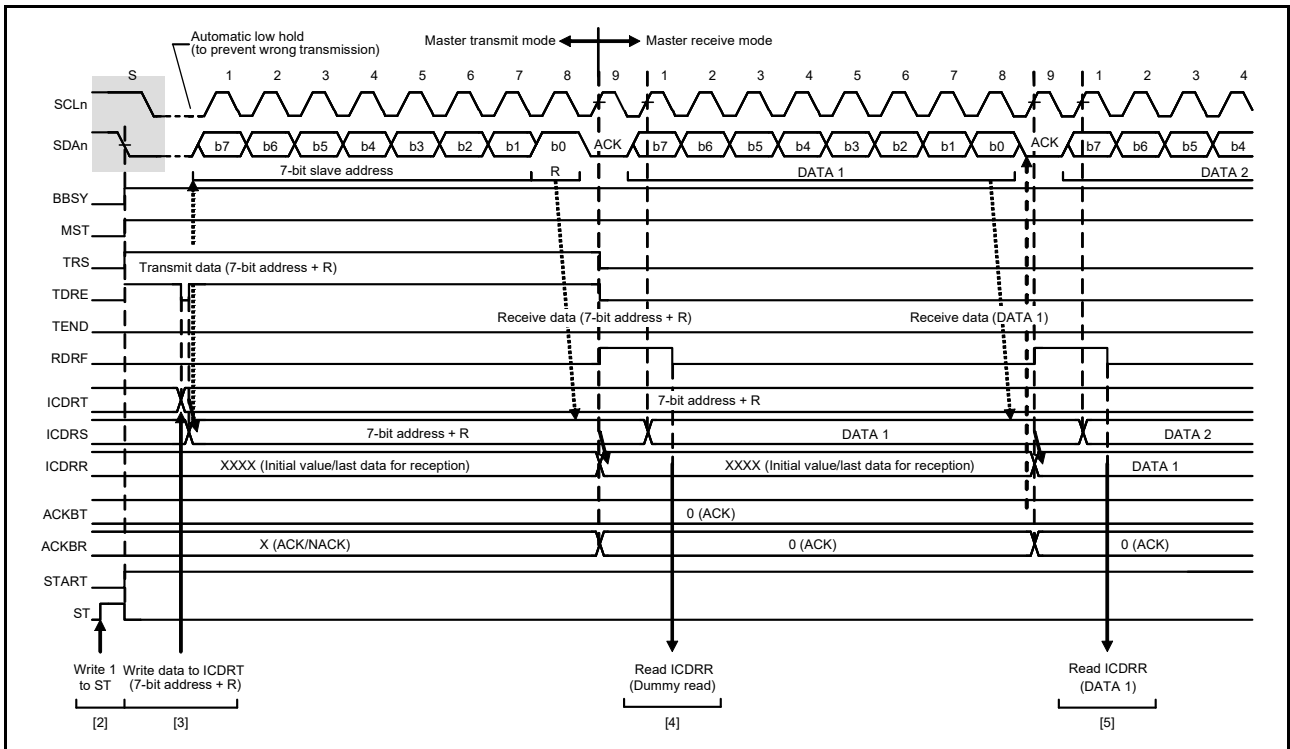 Automatic low hold
(to prevent wrong transmission)
Master transmit mode
Master receive mode
S 1 2 3 4 5 6 7 8 9 1 2 3 4 5 6 7 8 9 1 2 3 4
SCLn
SDAn b7 b6 b5 b4 b3 b2 b1 b0 ACK b7 b6 b5 b4 b3 b2 b1 b0 ACK b7 b6 b5 b4
7-bit slave address R DATA 1 DATA 2
BBSY
MST
TRS
Transmit data (7-bit address + R)
TDRE
Receive data (7-bit address + R) Receive data (DATA 1)
TEND
RDRF
ICDRT 7-bit address + R
ICDRS 7-bit address + R DATA 1 DATA 2
ICDRR XXXX (Initial value/last data for reception) XXXX (Initial value/last data for reception) DATA 1
ACKBT 0 (ACK)
ACKBR X (ACK/NACK) 0 (ACK) 0 (ACK)
START
ST
Write 1
to ST
[2]
Write data to ICDRT
(7-bit address + R)
[3]
Read ICDRR
(Dummy read)
[4]
Read ICDRR
(DATA 1)
[5]